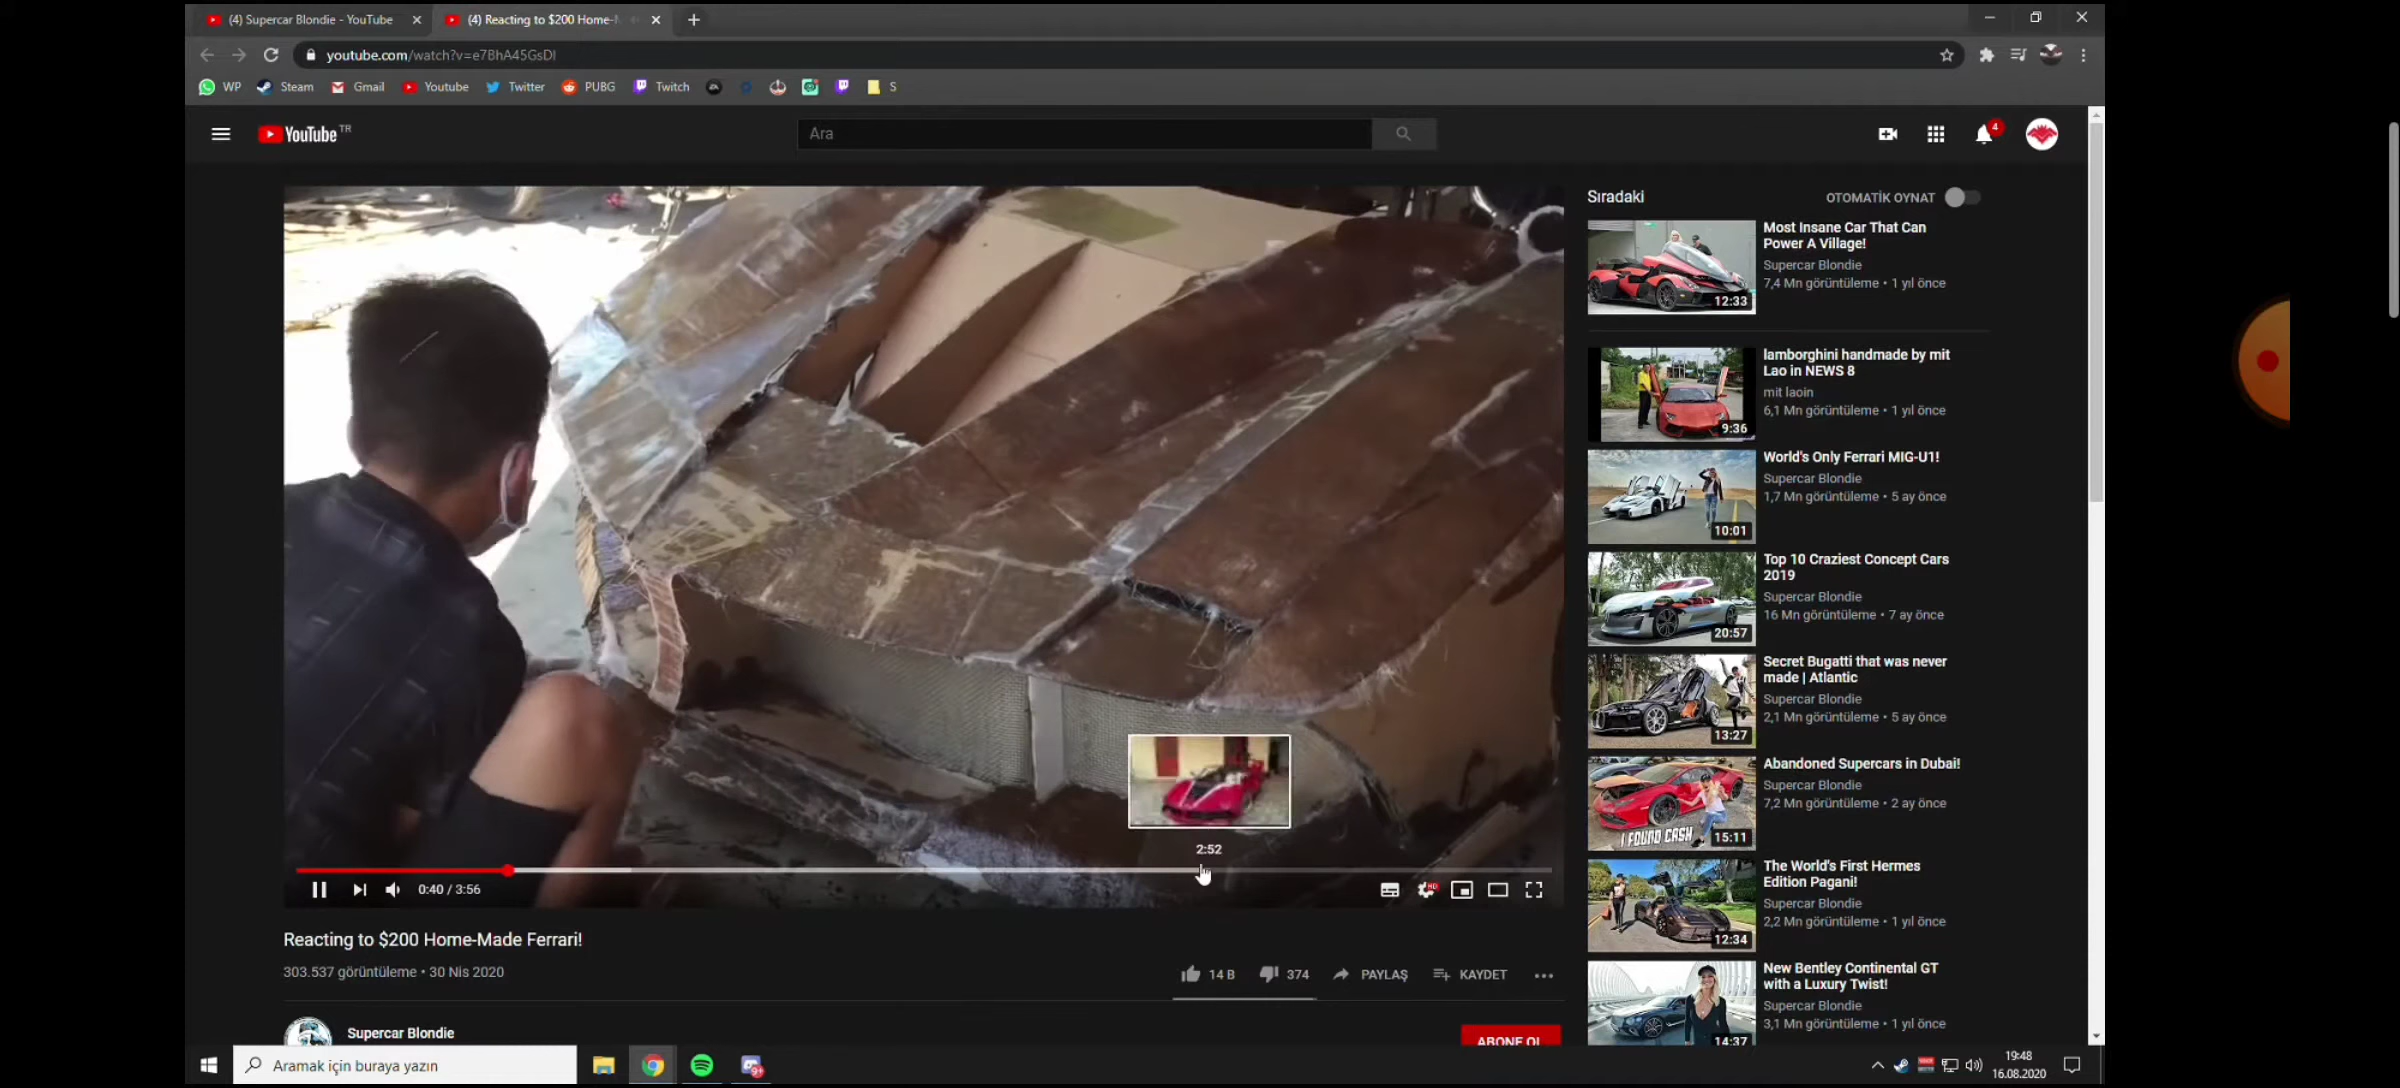 (4) Supercar Blondie - YouTube
(4) Reacting to $200 Home-
youtube.com/watch?v=e7BhA45GsDI
WP
Steam
Gmail
Youtube
Twitter
PUBG
Twitch
S
YouTube TR
Ara
4
Sıradaki
OTOMATİK OYNAT
Most Insane Car That Can
Power A Village!
Supercar Blondie
7,4 Mn görüntüleme • 1 yıl önce
12:33
lamborghini handmade by mit
Lao in NEWS 8
mit laoin
6,1 Mn görüntüleme • 1 yıl önce
9:36
World's Only Ferrari MIG-U1!
Supercar Blondie
1,7 Mn görüntüleme • 5 ay önce
10:01
Top 10 Craziest Concept Cars
2019
Supercar Blondie
16 Mn görüntüleme • 7 ay önce
20:57
Secret Bugatti that was never
made | Atlantic
Supercar Blondie
2,1 Mn görüntüleme • 5 ay önce
13:27
Abandoned Supercars in Dubai!
Supercar Blondie
7,2 Mn görüntüleme • 2 ay önce
I FOUND CASH
15:11
The World's First Hermes
Edition Pagani!
Supercar Blondie
2,2 Mn görüntüleme • 1 yıl önce
12:34
New Bentley Continental GT
with a Luxury Twist!
Supercar Blondie
3,1 Mn görüntüleme • 1 yıl önce
14:37
2:52
0:40 / 3:56
HD
Reacting to $200 Home-Made Ferrari!
303.537 görüntüleme • 30 Nis 2020
14 B
374
PAYLAŞ
KAYDET
Supercar Blondie
ABONE OL
Aramak için buraya yazın
9+
19:48
16.08.2020